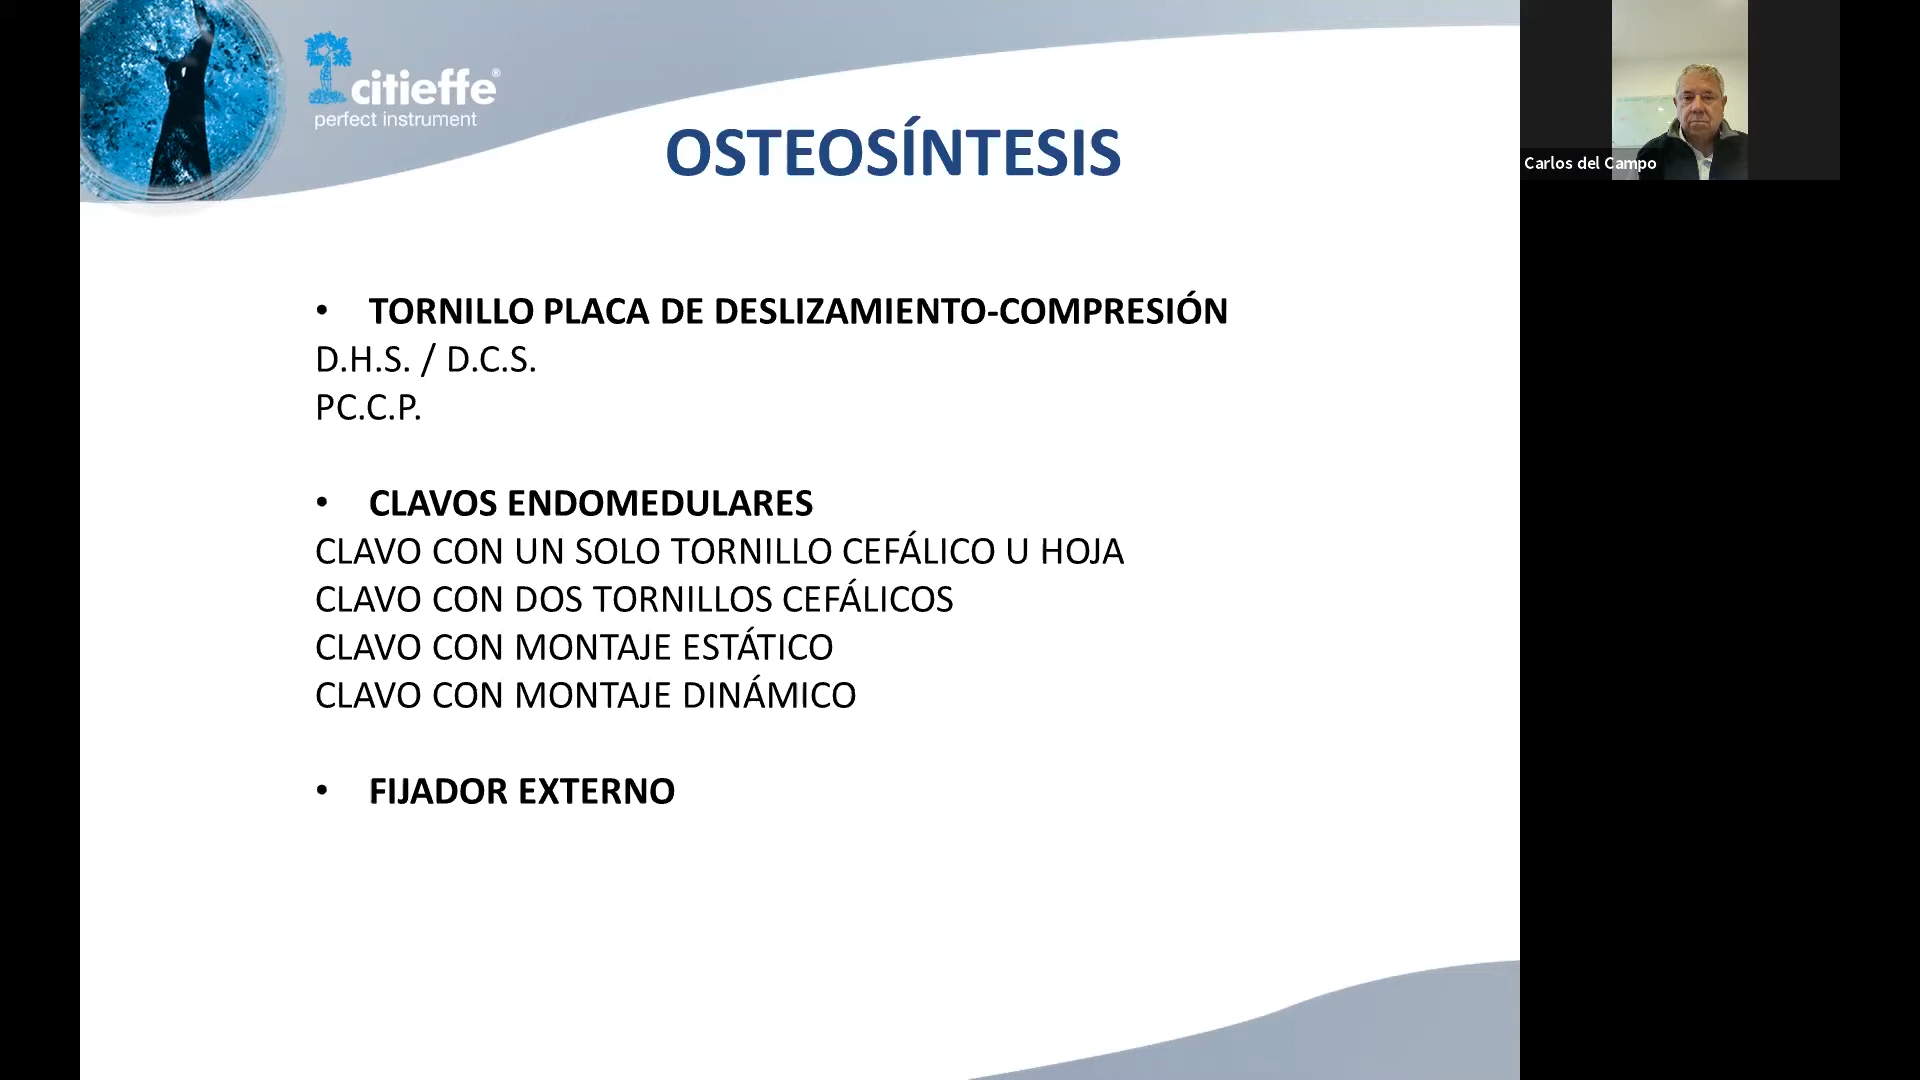 citieffe®
perfect instrument
OSTEOSÍNTESIS
• TORNILLO PLACA DE DESLIZAMIENTO-COMPRESIÓN
D.H.S. / D.C.S.
PC.C.P.
• CLAVOS ENDOMEDULARES
CLAVO CON UN SOLO TORNILLO CEFÁLICO U HOJA
CLAVO CON DOS TORNILLOS CEFÁLICOS
CLAVO CON MONTAJE ESTÁTICO
CLAVO CON MONTAJE DINÁMICO
• FIJADOR EXTERNO
Carlos del Campo